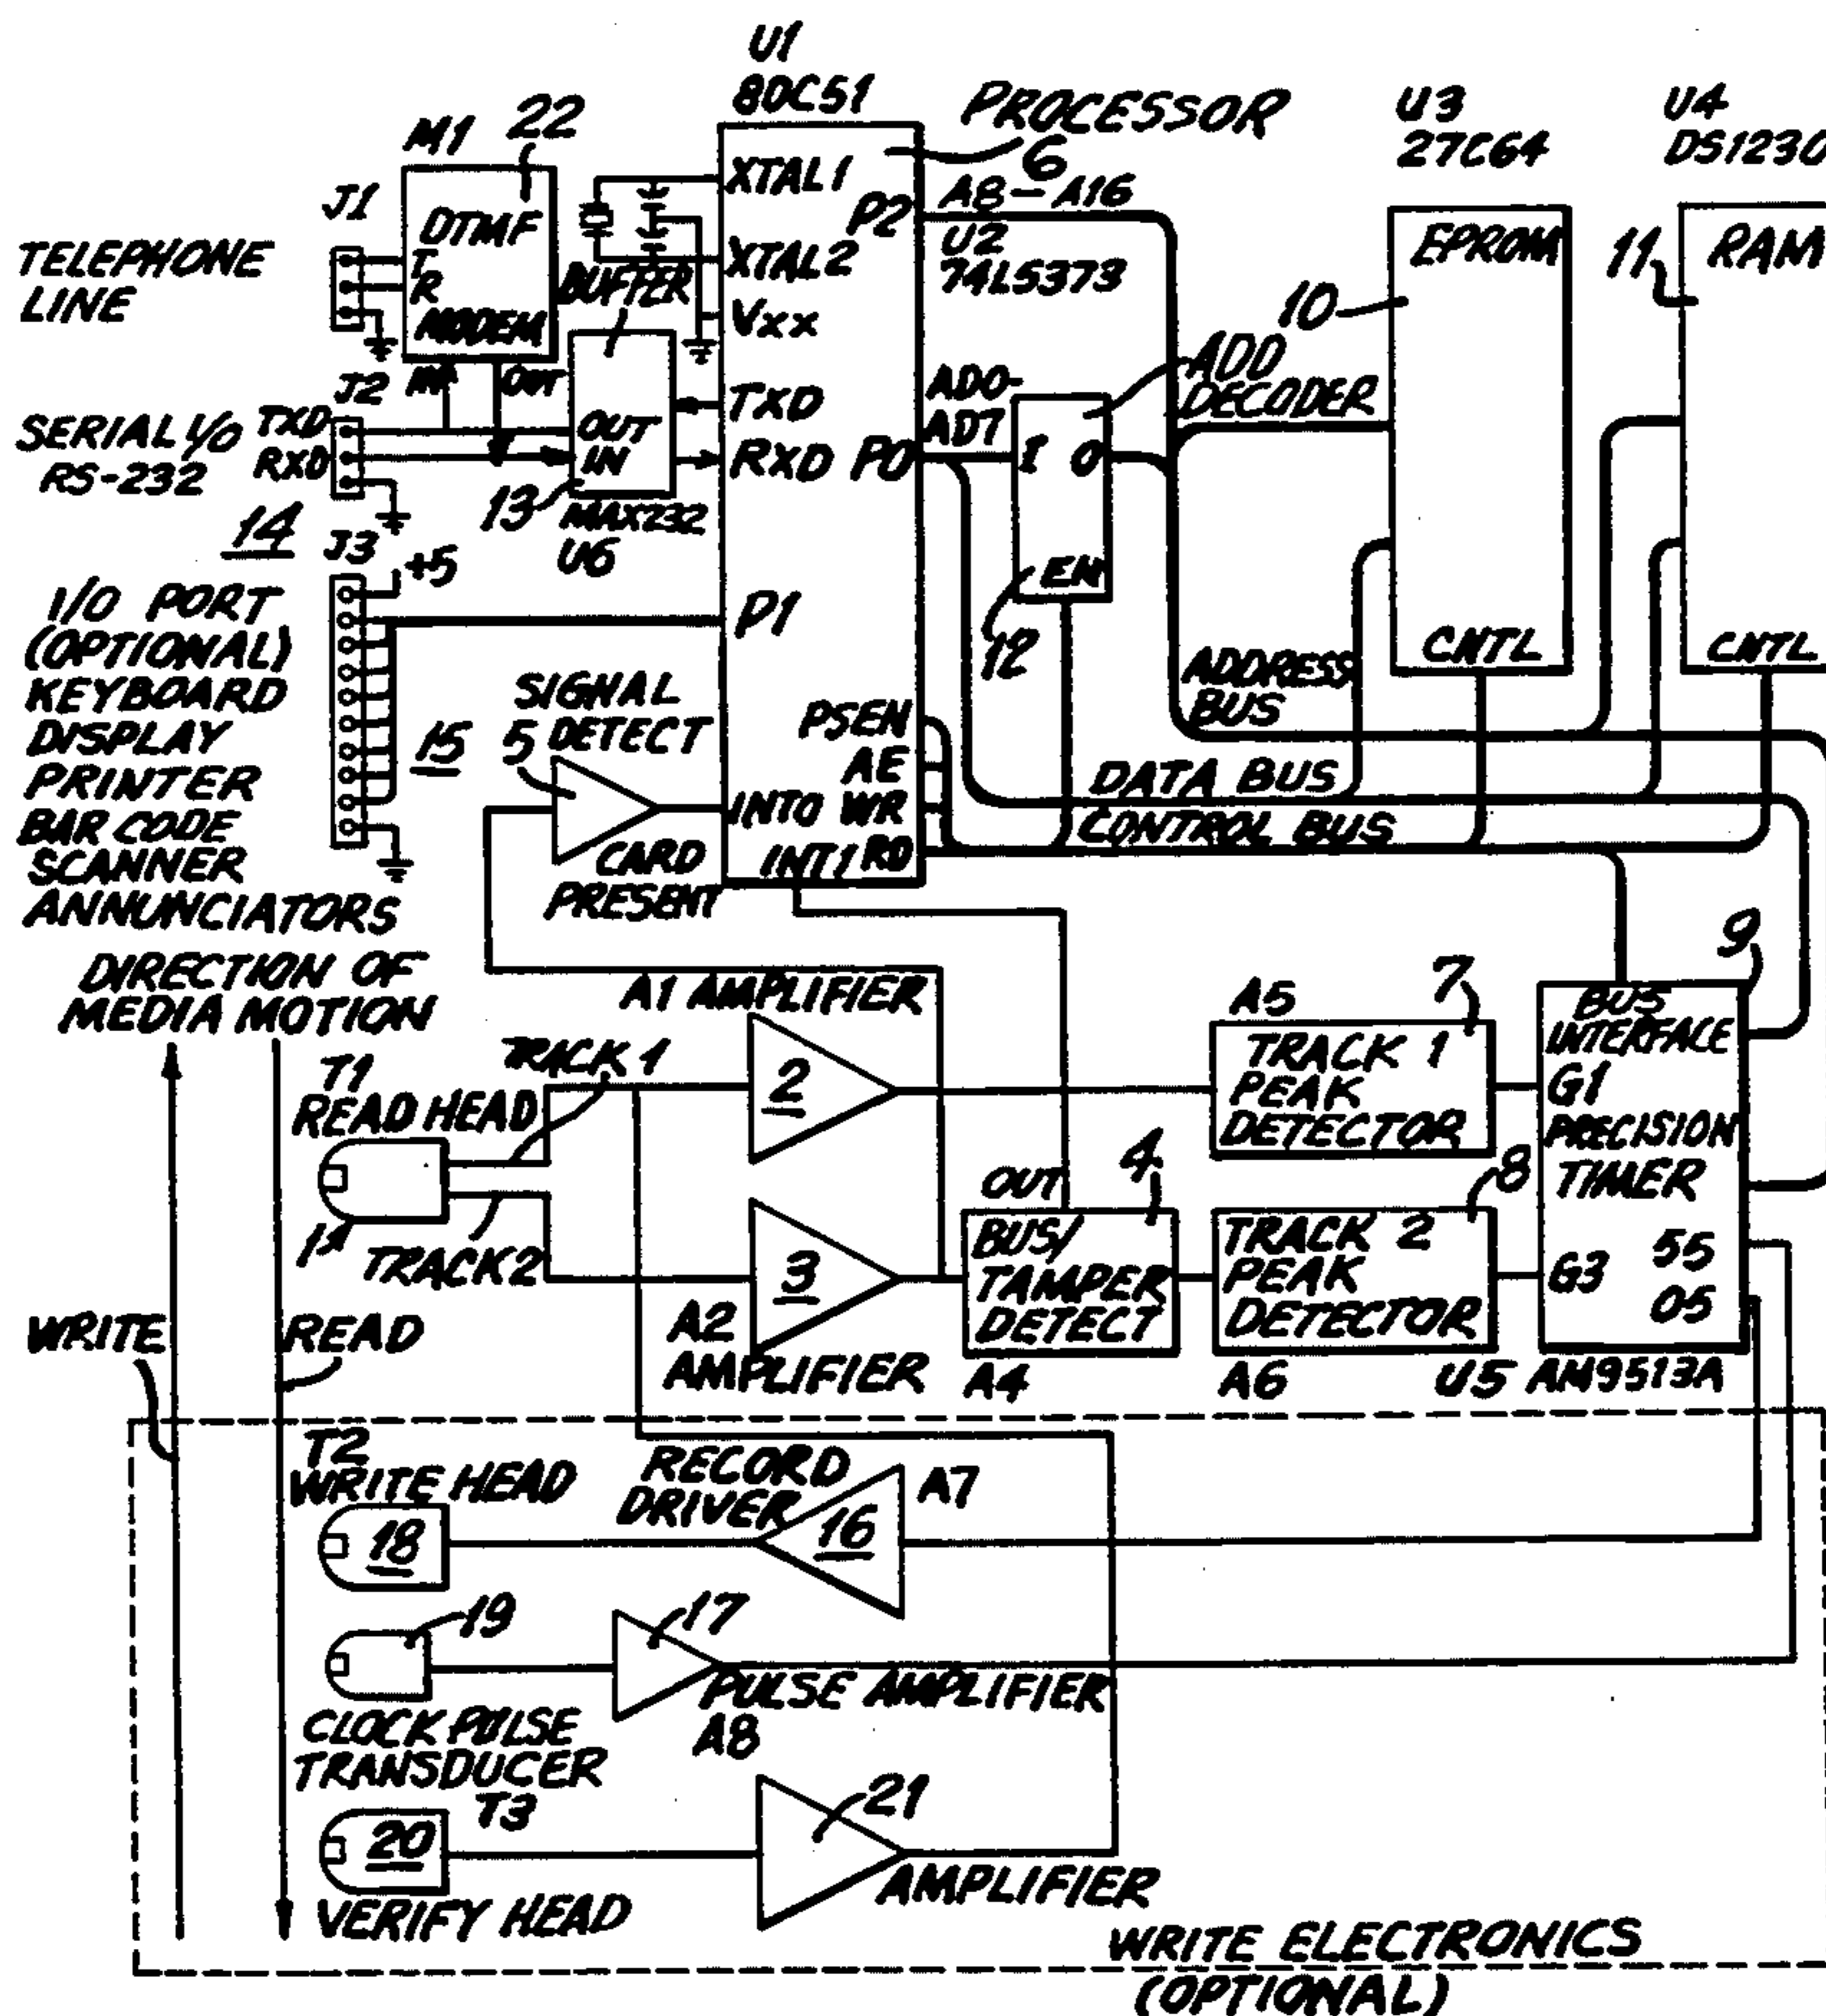 U1
80C51
PROCESSOR
6
U3
27C64
U4
DS1230
M1
22
J1
DTMF
T
R
MODEM
IN
OUT
TELEPHONE
LINE
XTAL1
XTAL2
Vxx
P2
A8-A16
U2
74LS373
BUFFER
EPROM
10
RAM
11
ADD
DECODER
J2
SERIAL I/O
RS-232
TXD
RXD
OUT
IN
TXD
RXD
P0
AD0-
AD7
I
O
EN
12
13
MAX232
U6
14
J3
+5
I/O PORT
(OPTIONAL)
KEYBOARD
DISPLAY
PRINTER
BAR CODE
SCANNER
ANNUNCIATORS
15
P1
SIGNAL
DETECT
5
CARD
PRESENT
PSEN
AE
INT0 WR
INT1 RD
CNTL
CNTL
ADDRESS
BUS
DATA BUS
CONTROL BUS
DIRECTION OF
MEDIA MOTION
A1 AMPLIFIER
TRACK 1
2
T1
READ HEAD
1
TRACK 2
3
A2
AMPLIFIER
A5
7
TRACK 1
PEAK
DETECTOR
9
BUS
INTERFACE
G1
PRECISION
TIMER
G3
55
05
OUT
4
BUS/
TAMPER
DETECT
A4
8
TRACK 2
PEAK
DETECTOR
A6
U5 AM9513A
WRITE
READ
T2
WRITE HEAD
18
RECORD
DRIVER
16
A7
19
17
PULSE AMPLIFIER
A8
CLOCK PULSE
TRANSDUCER
T3
20
VERIFY HEAD
21
AMPLIFIER
WRITE ELECTRONICS
(OPTIONAL)